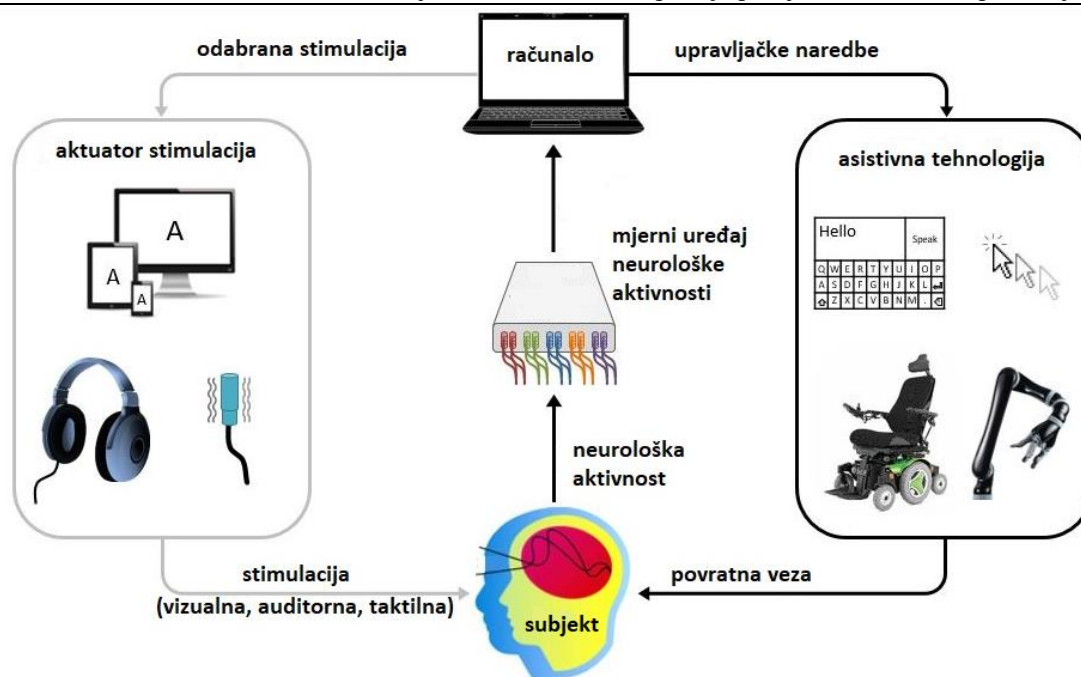 odabrana stimulacija
računalo
upravljačke naredbe
aktuator stimulacija
A
A
A
asistivna tehnologija
Hello
Speak
Q W E R T Y U I O P
A S D F G H J K L
Z X C V B N M .
mjerni uređaj
neurološke
aktivnosti
neurološka
aktivnost
stimulacija
(vizualna, auditorna, taktilna)
subjekt
povratna veza